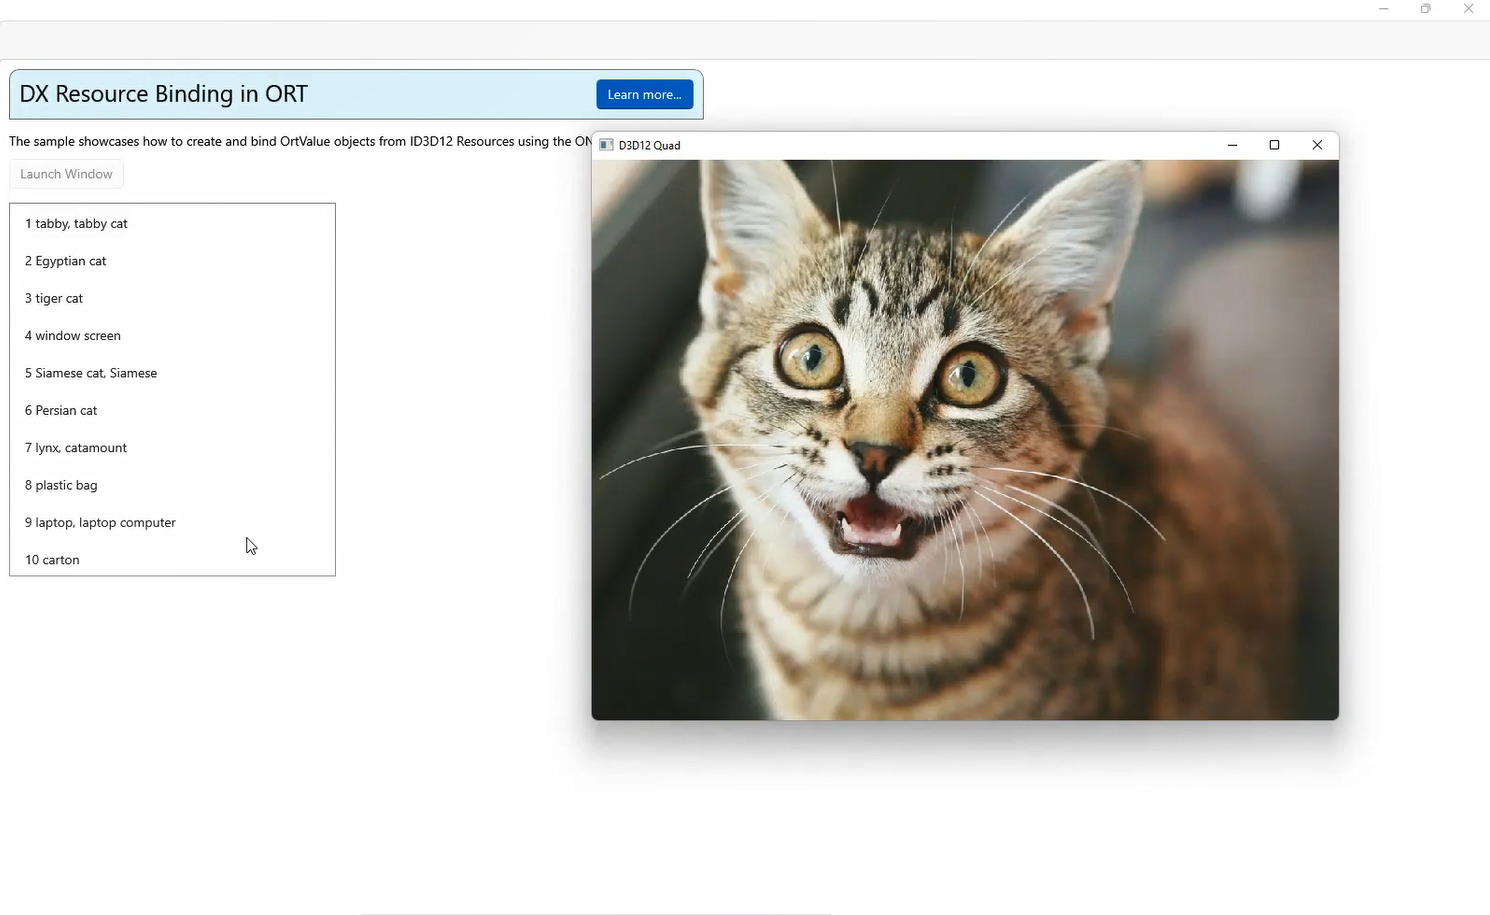 DX Resource Binding in ORT
Learn more...
The sample showcases how to create and bind OrtValue objects from ID3D12 Resources using the
D3D12 Quad
Launch Window
1 tabby, tabby cat
2 Egyptian cat
3 tiger cat
4 window screen
5 Siamese cat, Siamese
6 Persian cat
7 lynx, catamount
8 plastic bag
9 laptop, laptop computer
10 carton